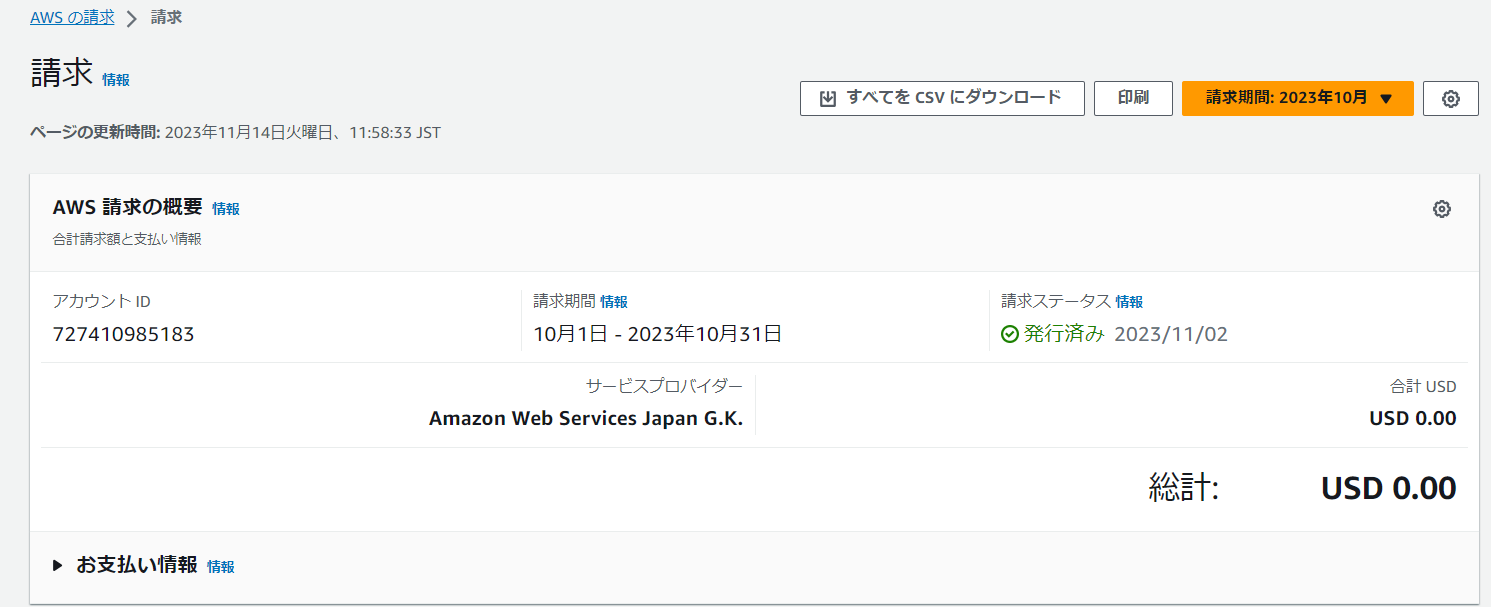 AWS の請求 > 請求
請求 情報
すべてを CSV にダウンロード 印刷 請求期間: 2023年10月 ▼
ページの更新時間: 2023年11月14日火曜日、11:58:33 JST
AWS 請求の概要 情報
合計請求額と支払い情報
アカウント ID
727410985183
請求期間 情報
10月1日 - 2023年10月31日
請求ステータス 情報
発行済み 2023/11/02
サービスプロバイダー
Amazon Web Services Japan G.K.
合計 USD
USD 0.00
総計: USD 0.00
お支払い情報 情報